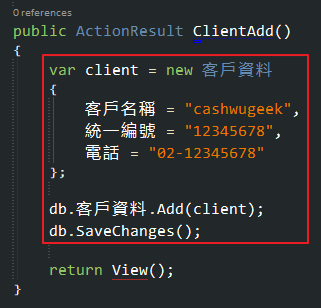 0 references
public ActionResult ClientAdd()
{
var client = new 客戶資料
{
客戶名稱 = "cashwugeek",
統一編號 = "12345678",
電話 = "02-12345678"
};
db.客戶資料.Add(client);
db.SaveChanges();
return View();
}